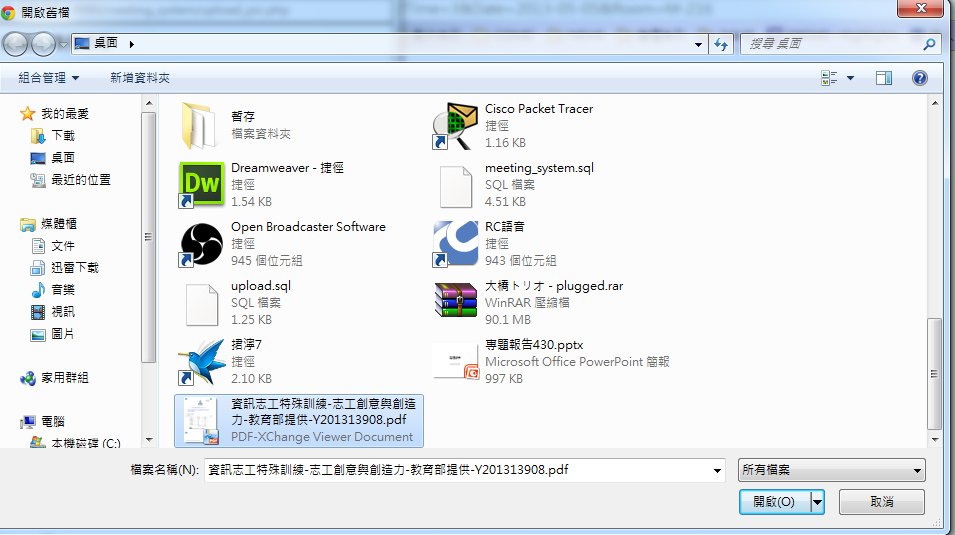 開啟舊檔
桌面
搜尋 桌面
組合管理
新增資料夾
我的最愛
下載
桌面
最近的位置
媒體櫃
文件
迅雷下載
音樂
視訊
圖片
家用群組
電腦
本機磁碟 (C:)
暫存
檔案資料夾
Cisco Packet Tracer
捷徑
1.16 KB
Dw
Dreamweaver - 捷徑
捷徑
1.54 KB
meeting_system.sql
SQL 檔案
4.51 KB
Open Broadcaster Software
捷徑
945 個位元組
RC語音
捷徑
943 個位元組
upload.sql
SQL 檔案
1.25 KB
大橋トリオ - plugged.rar
WinRAR 壓縮檔
90.1 MB
捷徑
2.10 KB
專題報告430.pptx
Microsoft Office PowerPoint 簡報
997 KB
資訊志工特殊訓練-志工創意與創造
力-教育部提供-Y201313908.pdf
PDF-XChange Viewer Document
檔案名稱(N):
資訊志工特殊訓練-志工創意與創造力-教育部提供-Y201313908.pdf
所有檔案
開啟(O)
取消